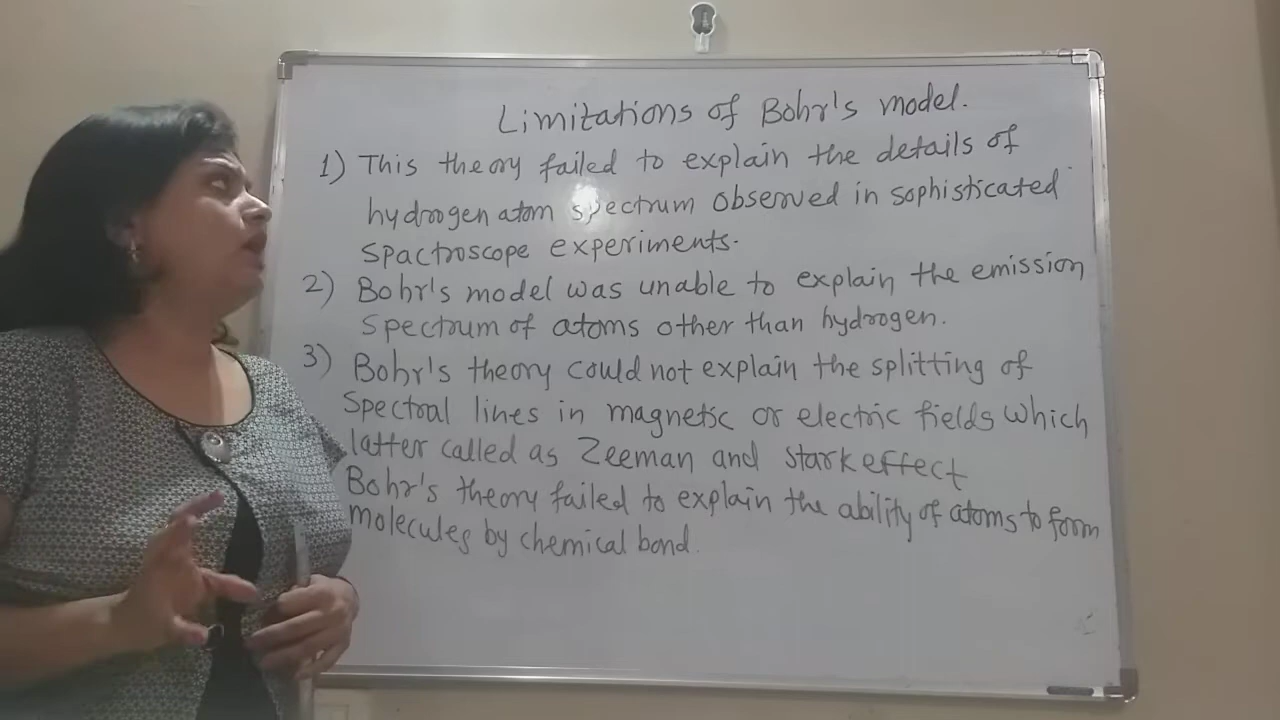 Limitations of Bohr's model.
1) This theory failed to explain the details of
hydrogen atom spectrum observed in sophisticated
spactroscope experiments.
2) Bohr's model was unable to explain the emission
spectrum of atoms other than hydrogen.
3) Bohr's theory could not explain the splitting of
spectral lines in magnetic or electric fields which
latter called as Zeeman and stark effect
Bohr's theory failed to explain the ability of atoms to form
molecules by chemical bond.